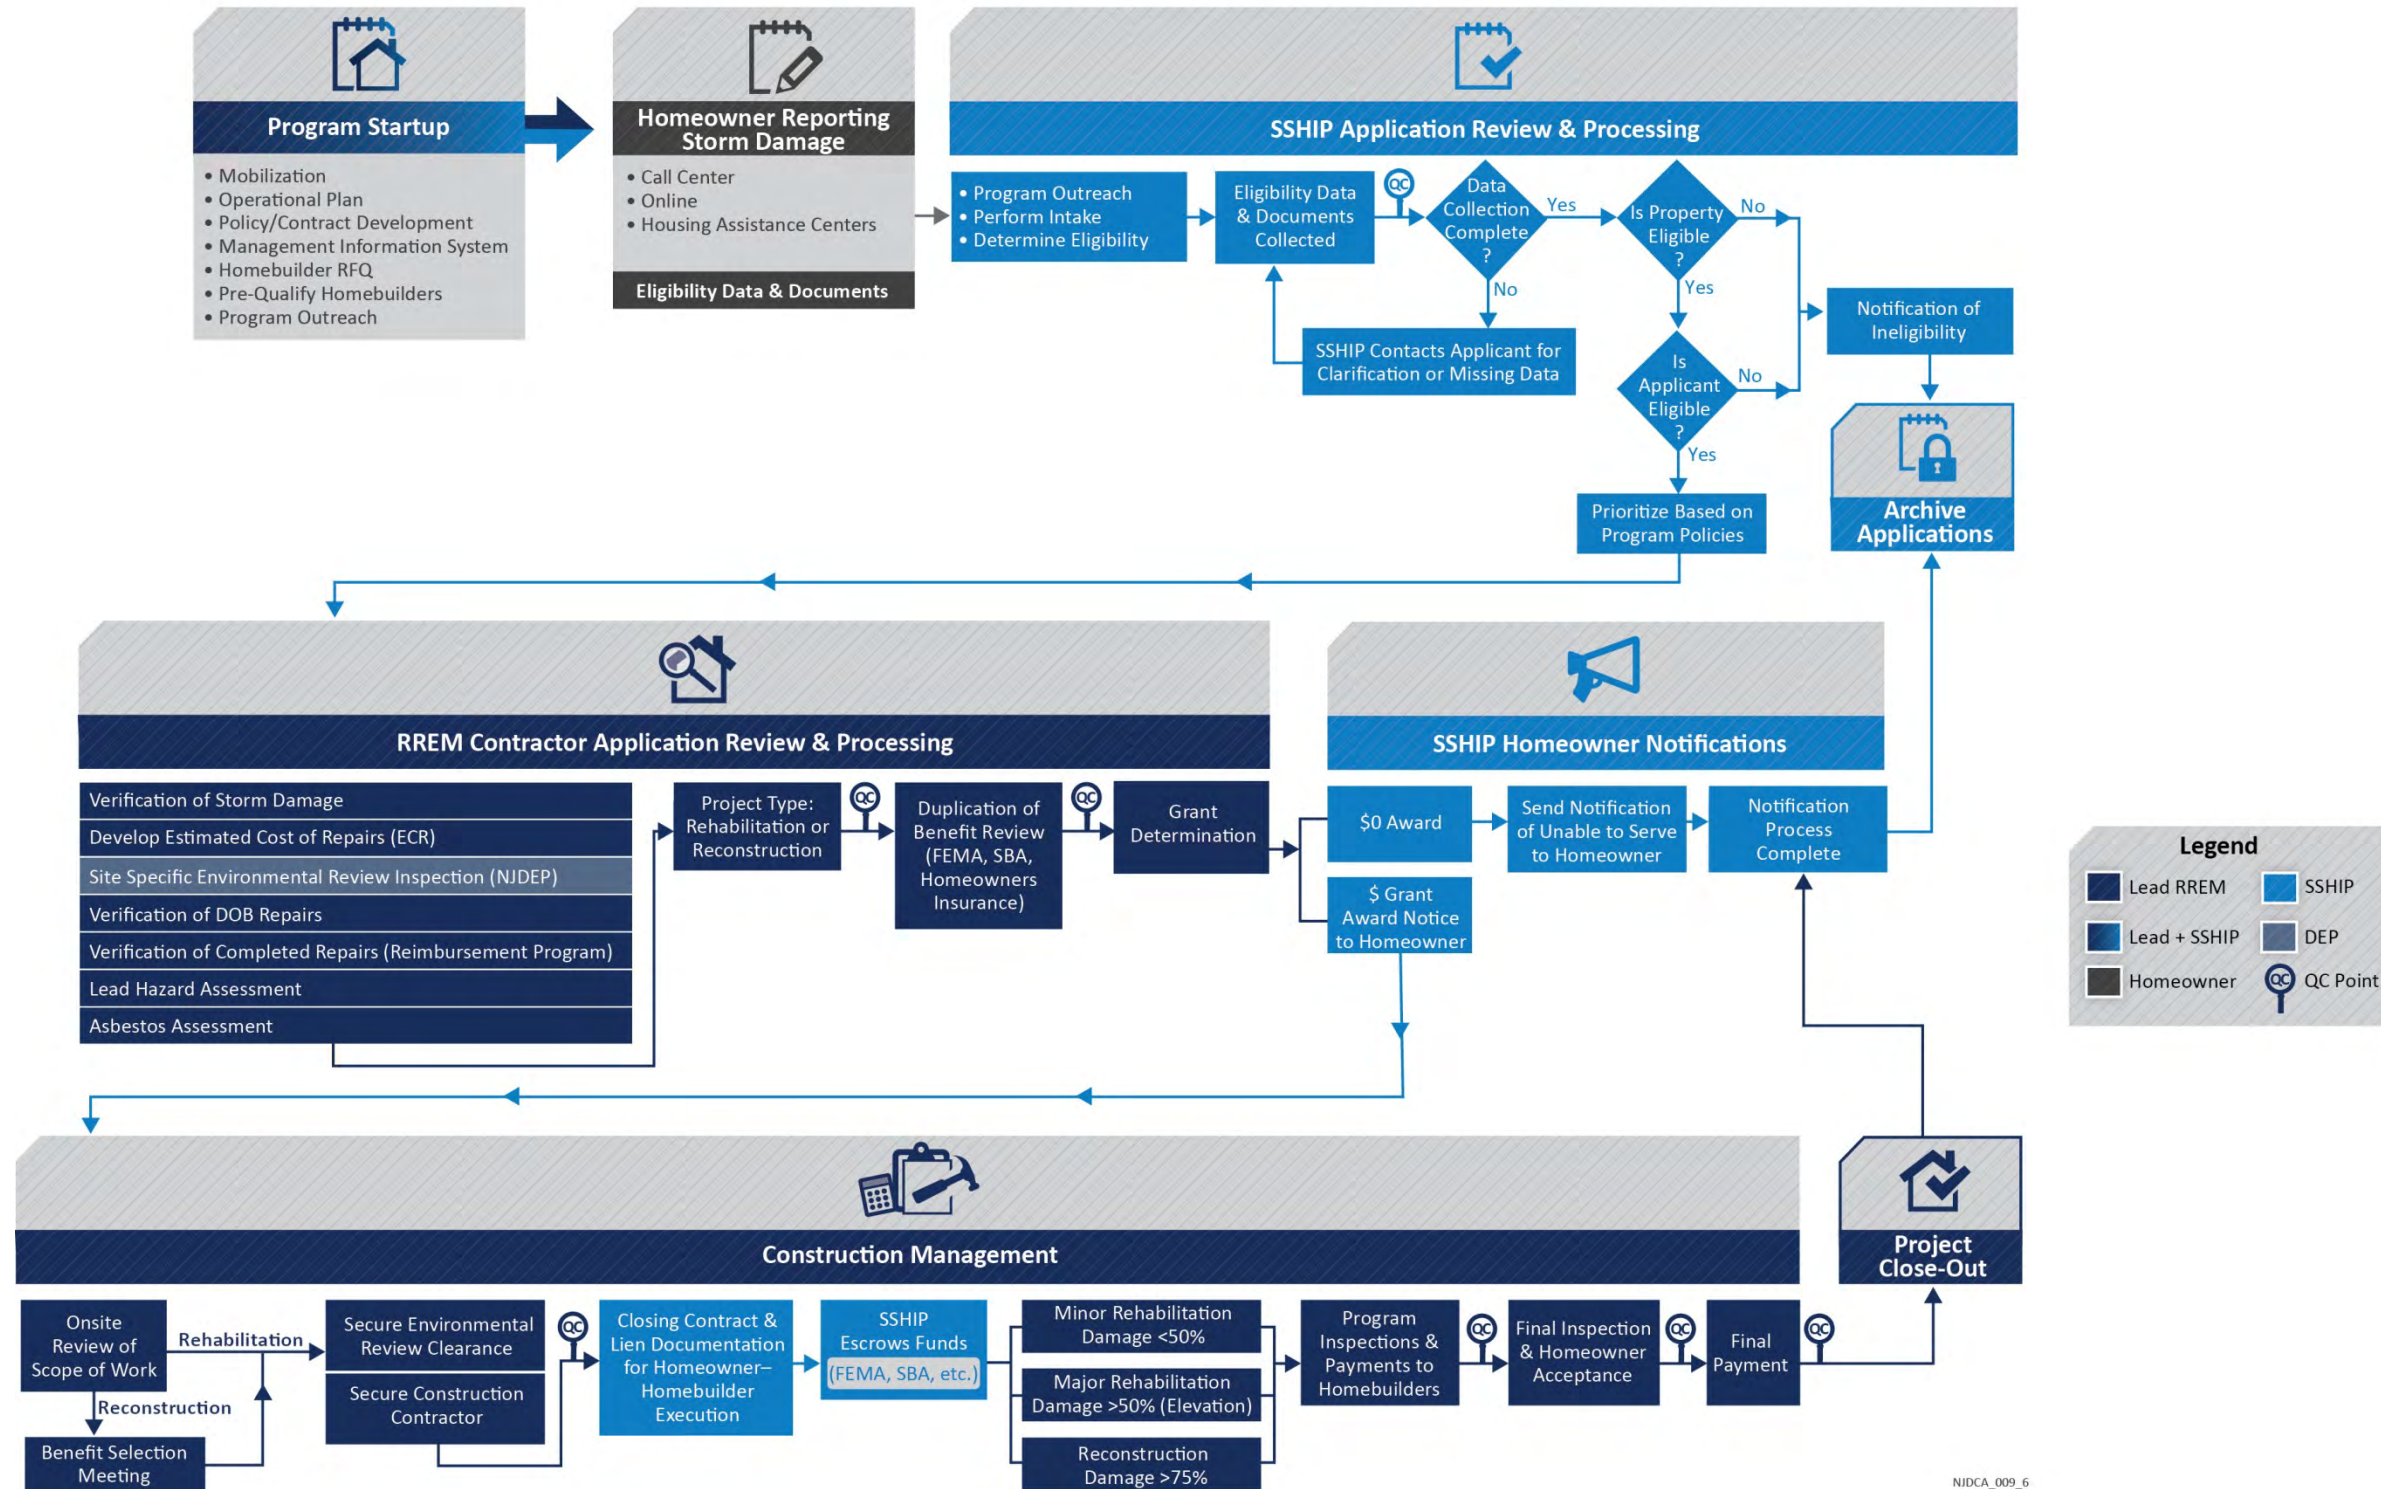 Program Startup
• Mobilization
• Operational Plan
• Policy/Contract Development
• Management Information System
• Homebuilder RFQ
• Pre-Qualify Homebuilders
• Program Outreach
Homeowner Reporting
Storm Damage
• Call Center
• Online
• Housing Assistance Centers
Eligibility Data & Documents
SSHIP Application Review & Processing
• Program Outreach
• Perform Intake
• Determine Eligibility
Eligibility Data
& Documents
Collected
QC
Data
Collection
Complete
?
Yes
No
SSHIP Contacts Applicant for
Clarification or Missing Data
Is Property
Eligible
?
No
Yes
Is
Applicant
Eligible
?
No
Yes
Notification of
Ineligibility
Archive
Applications
Prioritize Based on
Program Policies
RREM Contractor Application Review & Processing
Verification of Storm Damage
Develop Estimated Cost of Repairs (ECR)
Site Specific Environmental Review Inspection (NJDEP)
Verification of DOB Repairs
Verification of Completed Repairs (Reimbursement Program)
Lead Hazard Assessment
Asbestos Assessment
Project Type:
Rehabilitation or
Reconstruction
QC
Duplication of
Benefit Review
(FEMA, SBA,
Homeowners
Insurance)
QC
Grant
Determination
SSHIP Homeowner Notifications
$0 Award
Send Notification
of Unable to Serve
to Homeowner
Notification
Process
Complete
$ Grant
Award Notice
to Homeowner
Legend
Lead RREM
SSHIP
Lead + SSHIP
DEP
Homeowner
QC
QC Point
Construction Management
Onsite
Review of
Scope of Work
Rehabilitation
Reconstruction
Benefit Selection
Meeting
Secure Environmental
Review Clearance
Secure Construction
Contractor
QC
Closing Contract &
Lien Documentation
for Homeowner–
Homebuilder
Execution
SSHIP
Escrows Funds
(FEMA, SBA, etc.)
Minor Rehabilitation
Damage <50%
Major Rehabilitation
Damage >50% (Elevation)
Reconstruction
Damage >75%
Program
Inspections &
Payments to
Homebuilders
QC
Final Inspection
& Homeowner
Acceptance
QC
Final
Payment
QC
Project
Close-Out
NJDCA_009_6